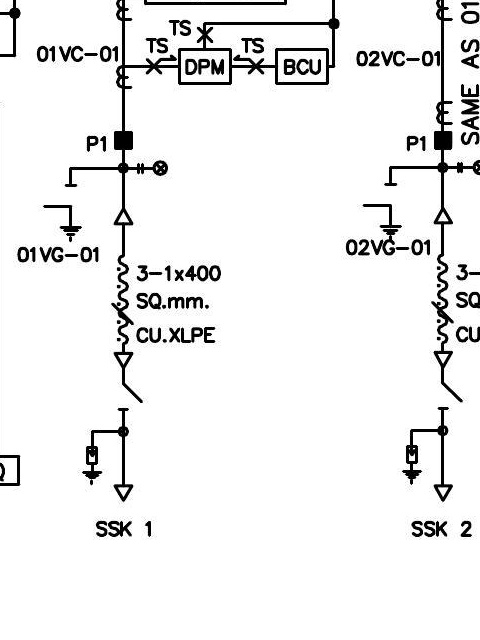 TS
01VC-01
TS
TS
DPM
BCU
02VC-01
SAME AS 01
P1
P1
01VG-01
02VG-01
3-1x400
SQ.mm.
CU.XLPE
3-
SQ
CU
SSK 1
SSK 2